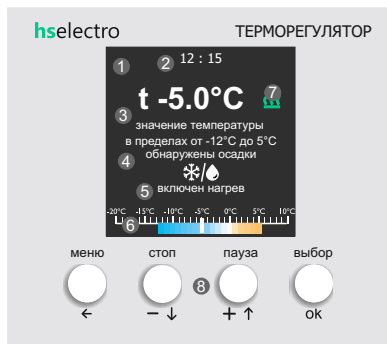 hselectro
ТЕРМОРЕГУЛЯТОР
1
2 12 : 15
t -5.0°C 7
3
значение температуры
в пределах от -12°C до 5°C
4 обнаружены осадки
/
5 включен нагрев
-20°C -15°C -10°C -5°C 0°C 5°C 10°C
6
меню стоп пауза выбор
8
← − ↓ + ↑ ok